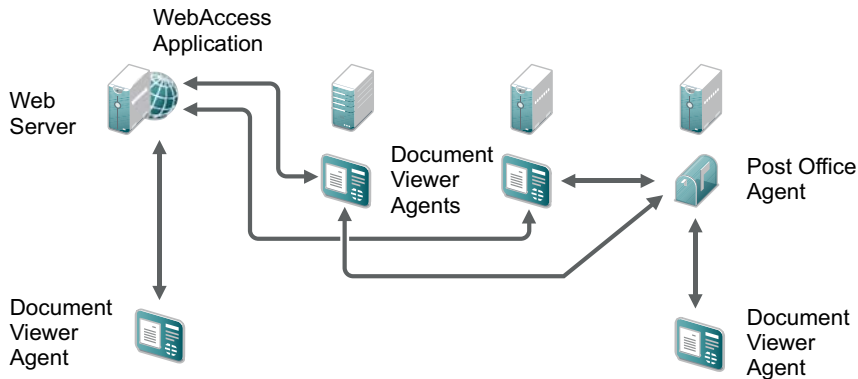 WebAccess
Application
Web
Server
Document
Viewer
Agents
Post Office
Agent
Document
Viewer
Agent
Document
Viewer
Agent